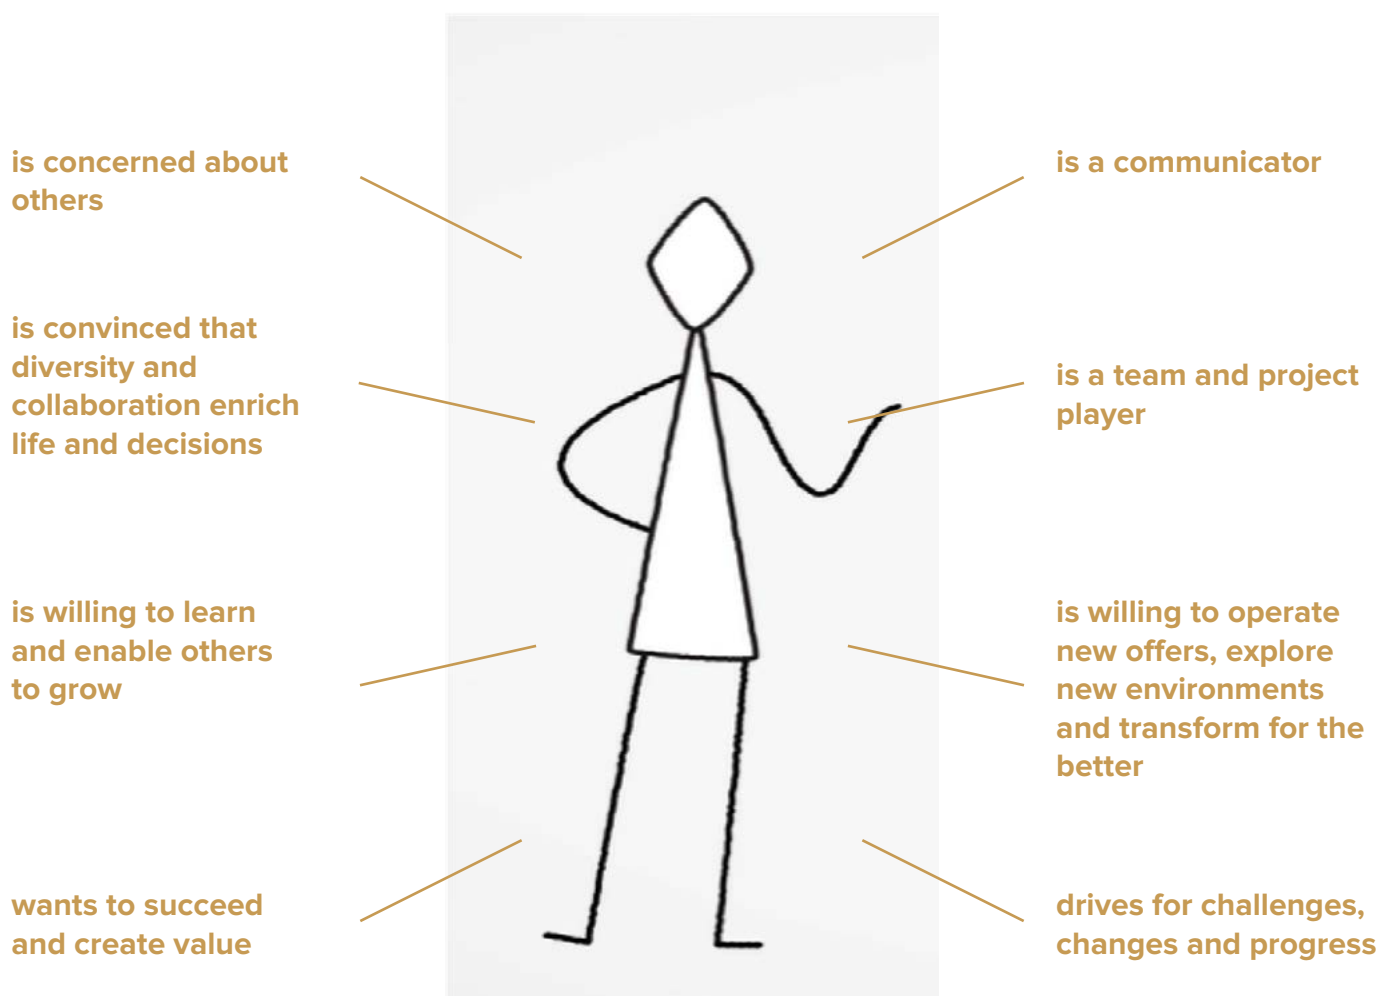 is concerned about
others
is a communicator
is convinced that
diversity and
collaboration enrich
life and decisions
is a team and project
player
is willing to learn
and enable others
to grow
is willing to operate
new offers, explore
new environments
and transform for the
better
wants to succeed
and create value
drives for challenges,
changes and progress